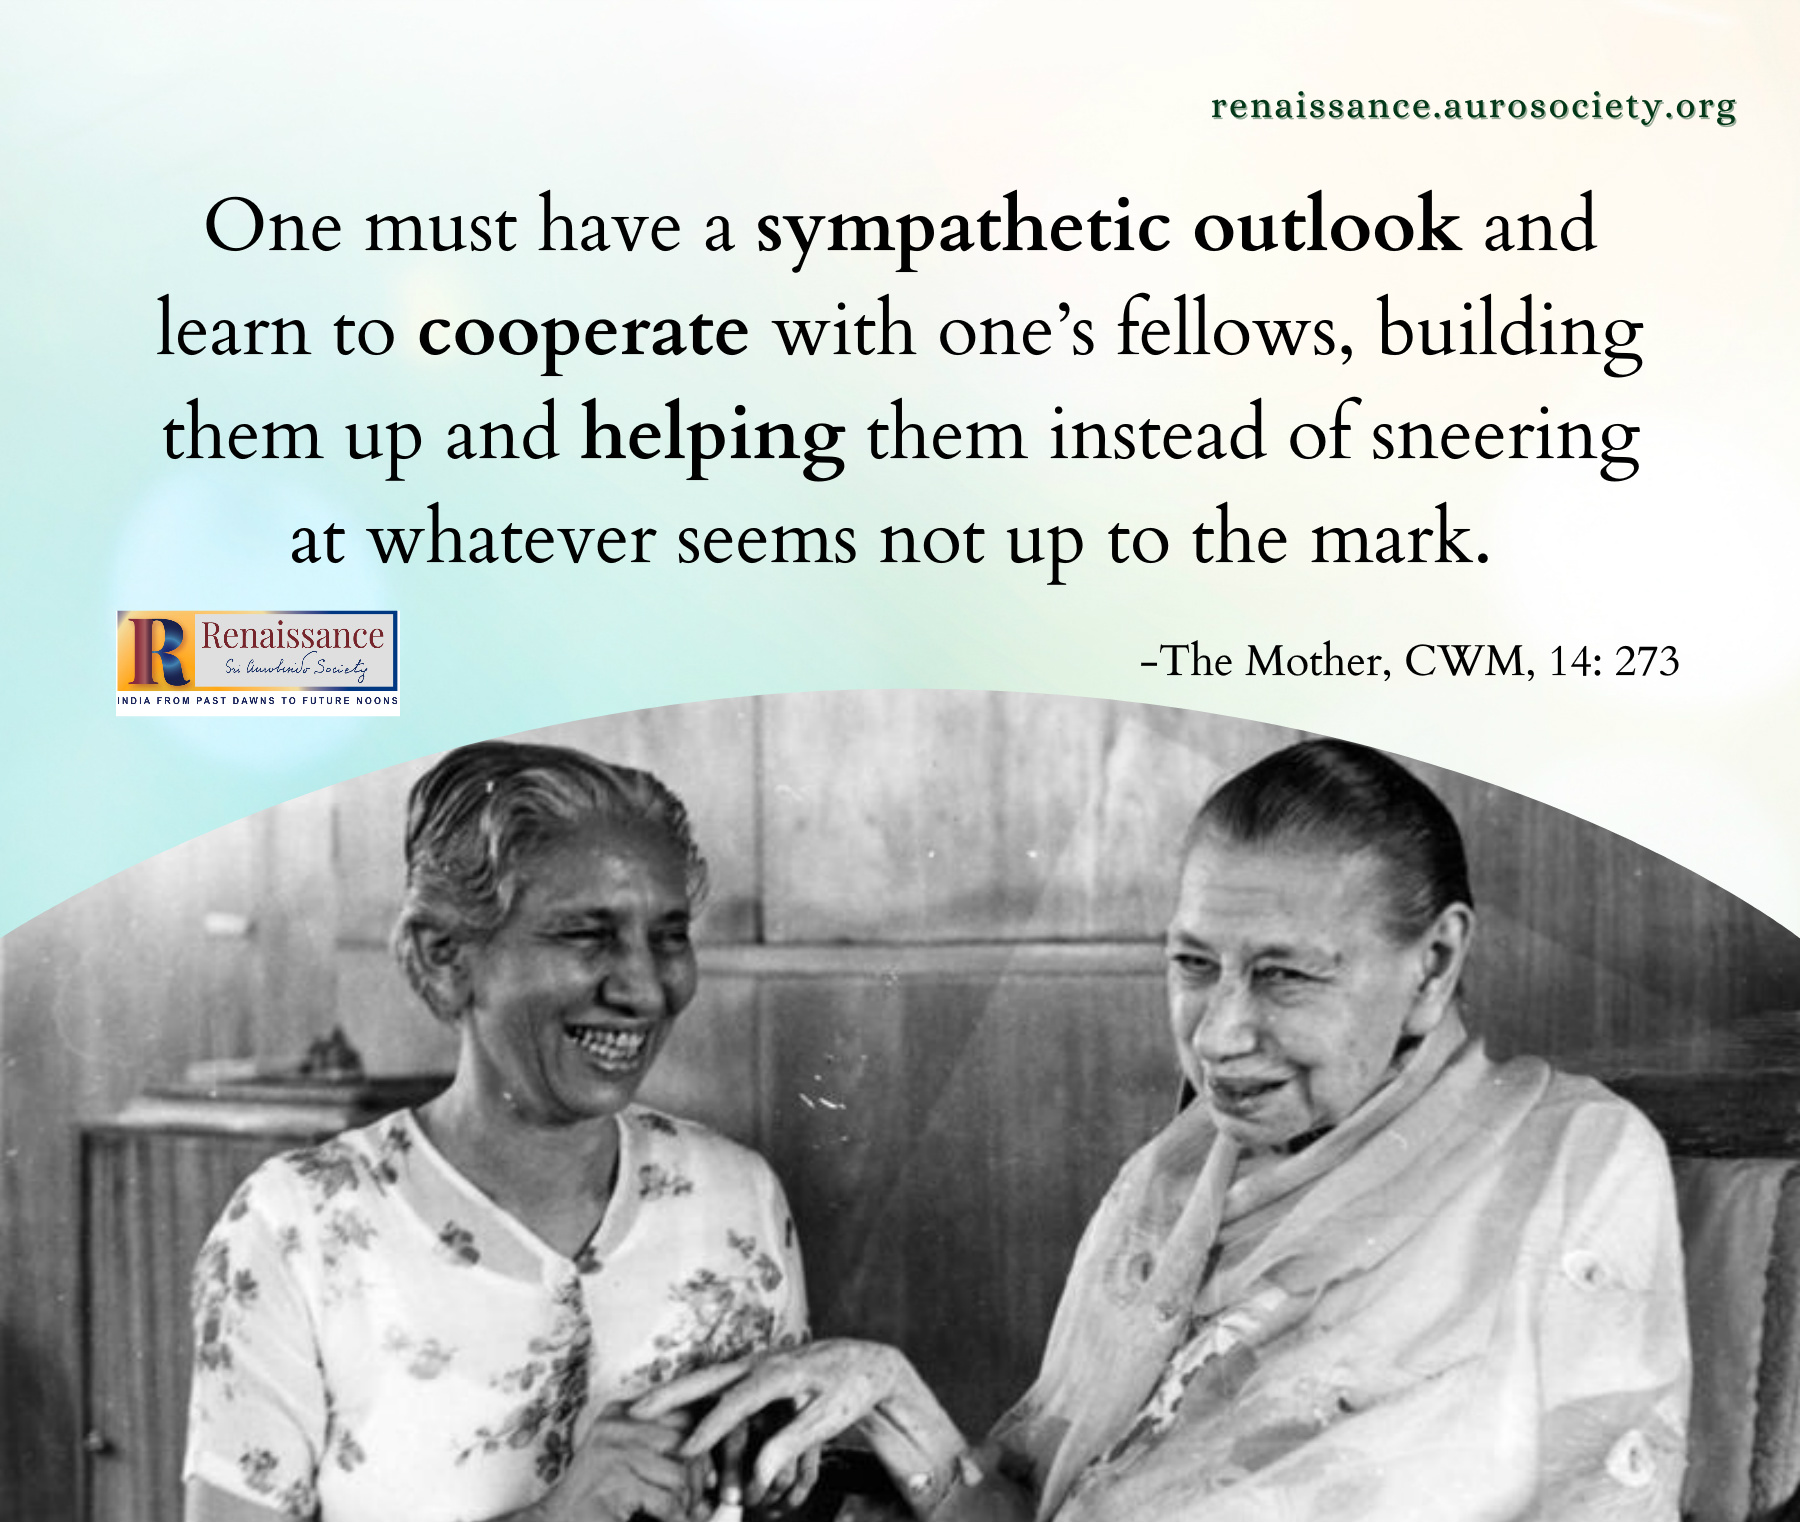 renaissance.aurosociety.org
One must have a sympathetic outlook and
learn to cooperate with one’s fellows, building
them up and helping them instead of sneering
at whatever seems not up to the mark.
R
Renaissance
Sri Aurobindo Society
INDIA FROM PAST DAWNS TO FUTURE NOONS
-The Mother, CWM, 14: 273